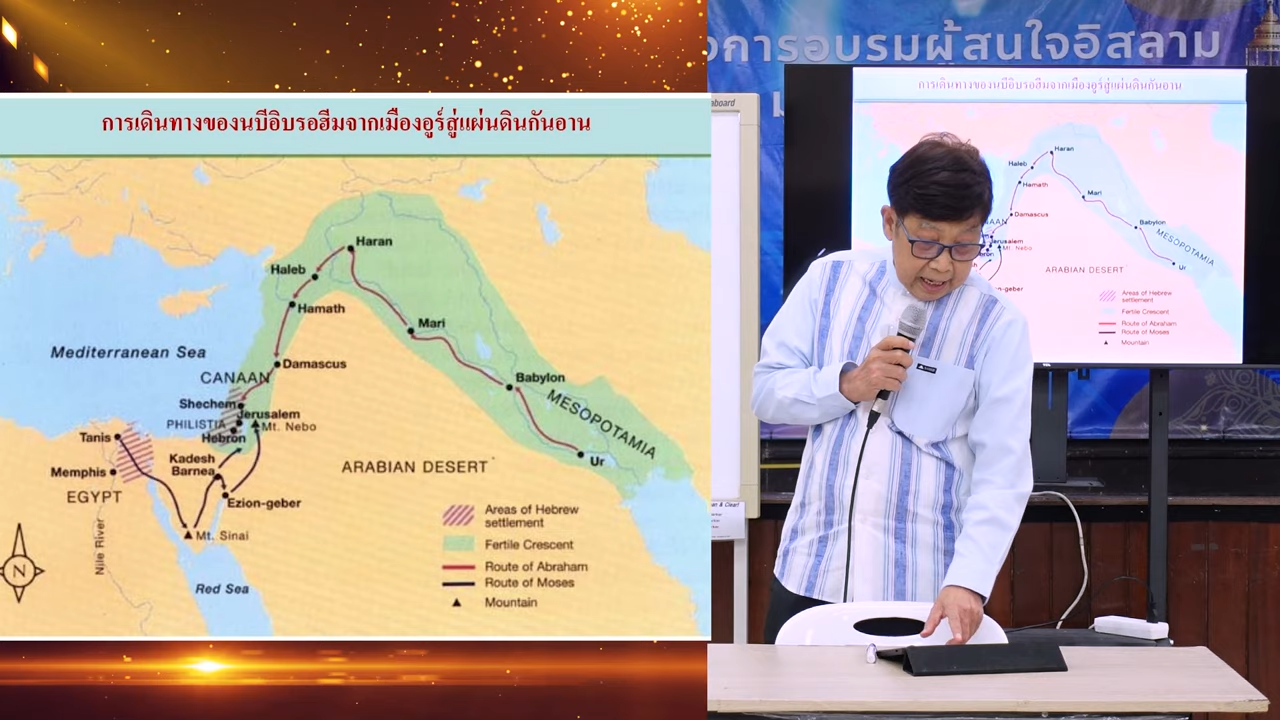 การเดินทางของนบีอิบรอฮีมจากเมืองอูร์สู่แผ่นดินกันอาน
Haran
Haleb
Hamath
Mari
Mediterranean Sea
Damascus
CANAAN
Babylon
Shechem
Jerusalem
PHILISTIA
Mt. Nebo
MESOPOTAMIA
Tanis
Hebron
Kadesh
Barnea
Memphis
ARABIAN DESERT
Ur
EGYPT
Ezion-geber
Nile River
Mt. Sinai
Red Sea
N
Areas of Hebrew
settlement
Fertile Crescent
Route of Abraham
Route of Moses
Mountain
การอบรมผู้สนใจอิสลาม
การเดินทางของนบีอิบรอฮีมจากเมืองอูร์สู่แผ่นดินกันอาน
Haran
Haleb
Hamath
Mari
Damascus
Babylon
MESOPOTAMIA
Mt. Nebo
Ur
ARABIAN DESERT
Areas of Hebrew
settlement
Fertile Crescent
Route of Abraham
Route of Moses
Mountain